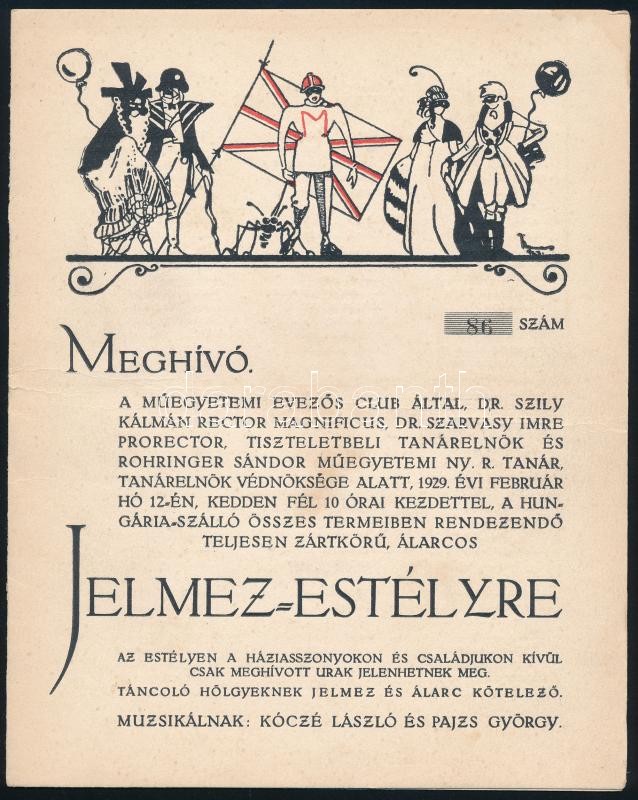 M
86 SZÁM
MEGHÍVÓ.
A MŰEGYETEMI EVEZŐS CLUB ÁLTAL, DR. SZILY
KÁLMÁN RECTOR MAGNIFICUS, DR. SZARVASY IMRE
PRORECTOR, TISZTELETBELI TANÁRELNÖK ÉS
ROHRINGER SÁNDOR MŰEGYETEMI NY. R. TANÁR,
TANÁRELNÖK VÉDNÖKSÉGE ALATT, 1929. ÉVI FEBRUÁR
HÓ 12-ÉN, KEDDEN FÉL 10 ÓRAI KEZDETTEL, A HUN-
GÁRIA-SZÁLLÓ ÖSSZES TERMEIBEN RENDEZENDŐ
TELJESEN ZÁRTKÖRŰ, ÁLARCOS
JELMEZ-ESTÉLYRE
AZ ESTÉLYEN A HÁZIASSZONYOKON ÉS CSALÁDJUKON KÍVÜL
CSAK MEGHÍVOTT URAK JELENHETNEK MEG.
TÁNCOLÓ HÖLGYEKNEK JELMEZ ÉS ÁLARC KÖTELEZŐ.
MUZSIKÁLNAK: KÓCZÉ LÁSZLÓ ÉS PAJZS GYÖRGY.